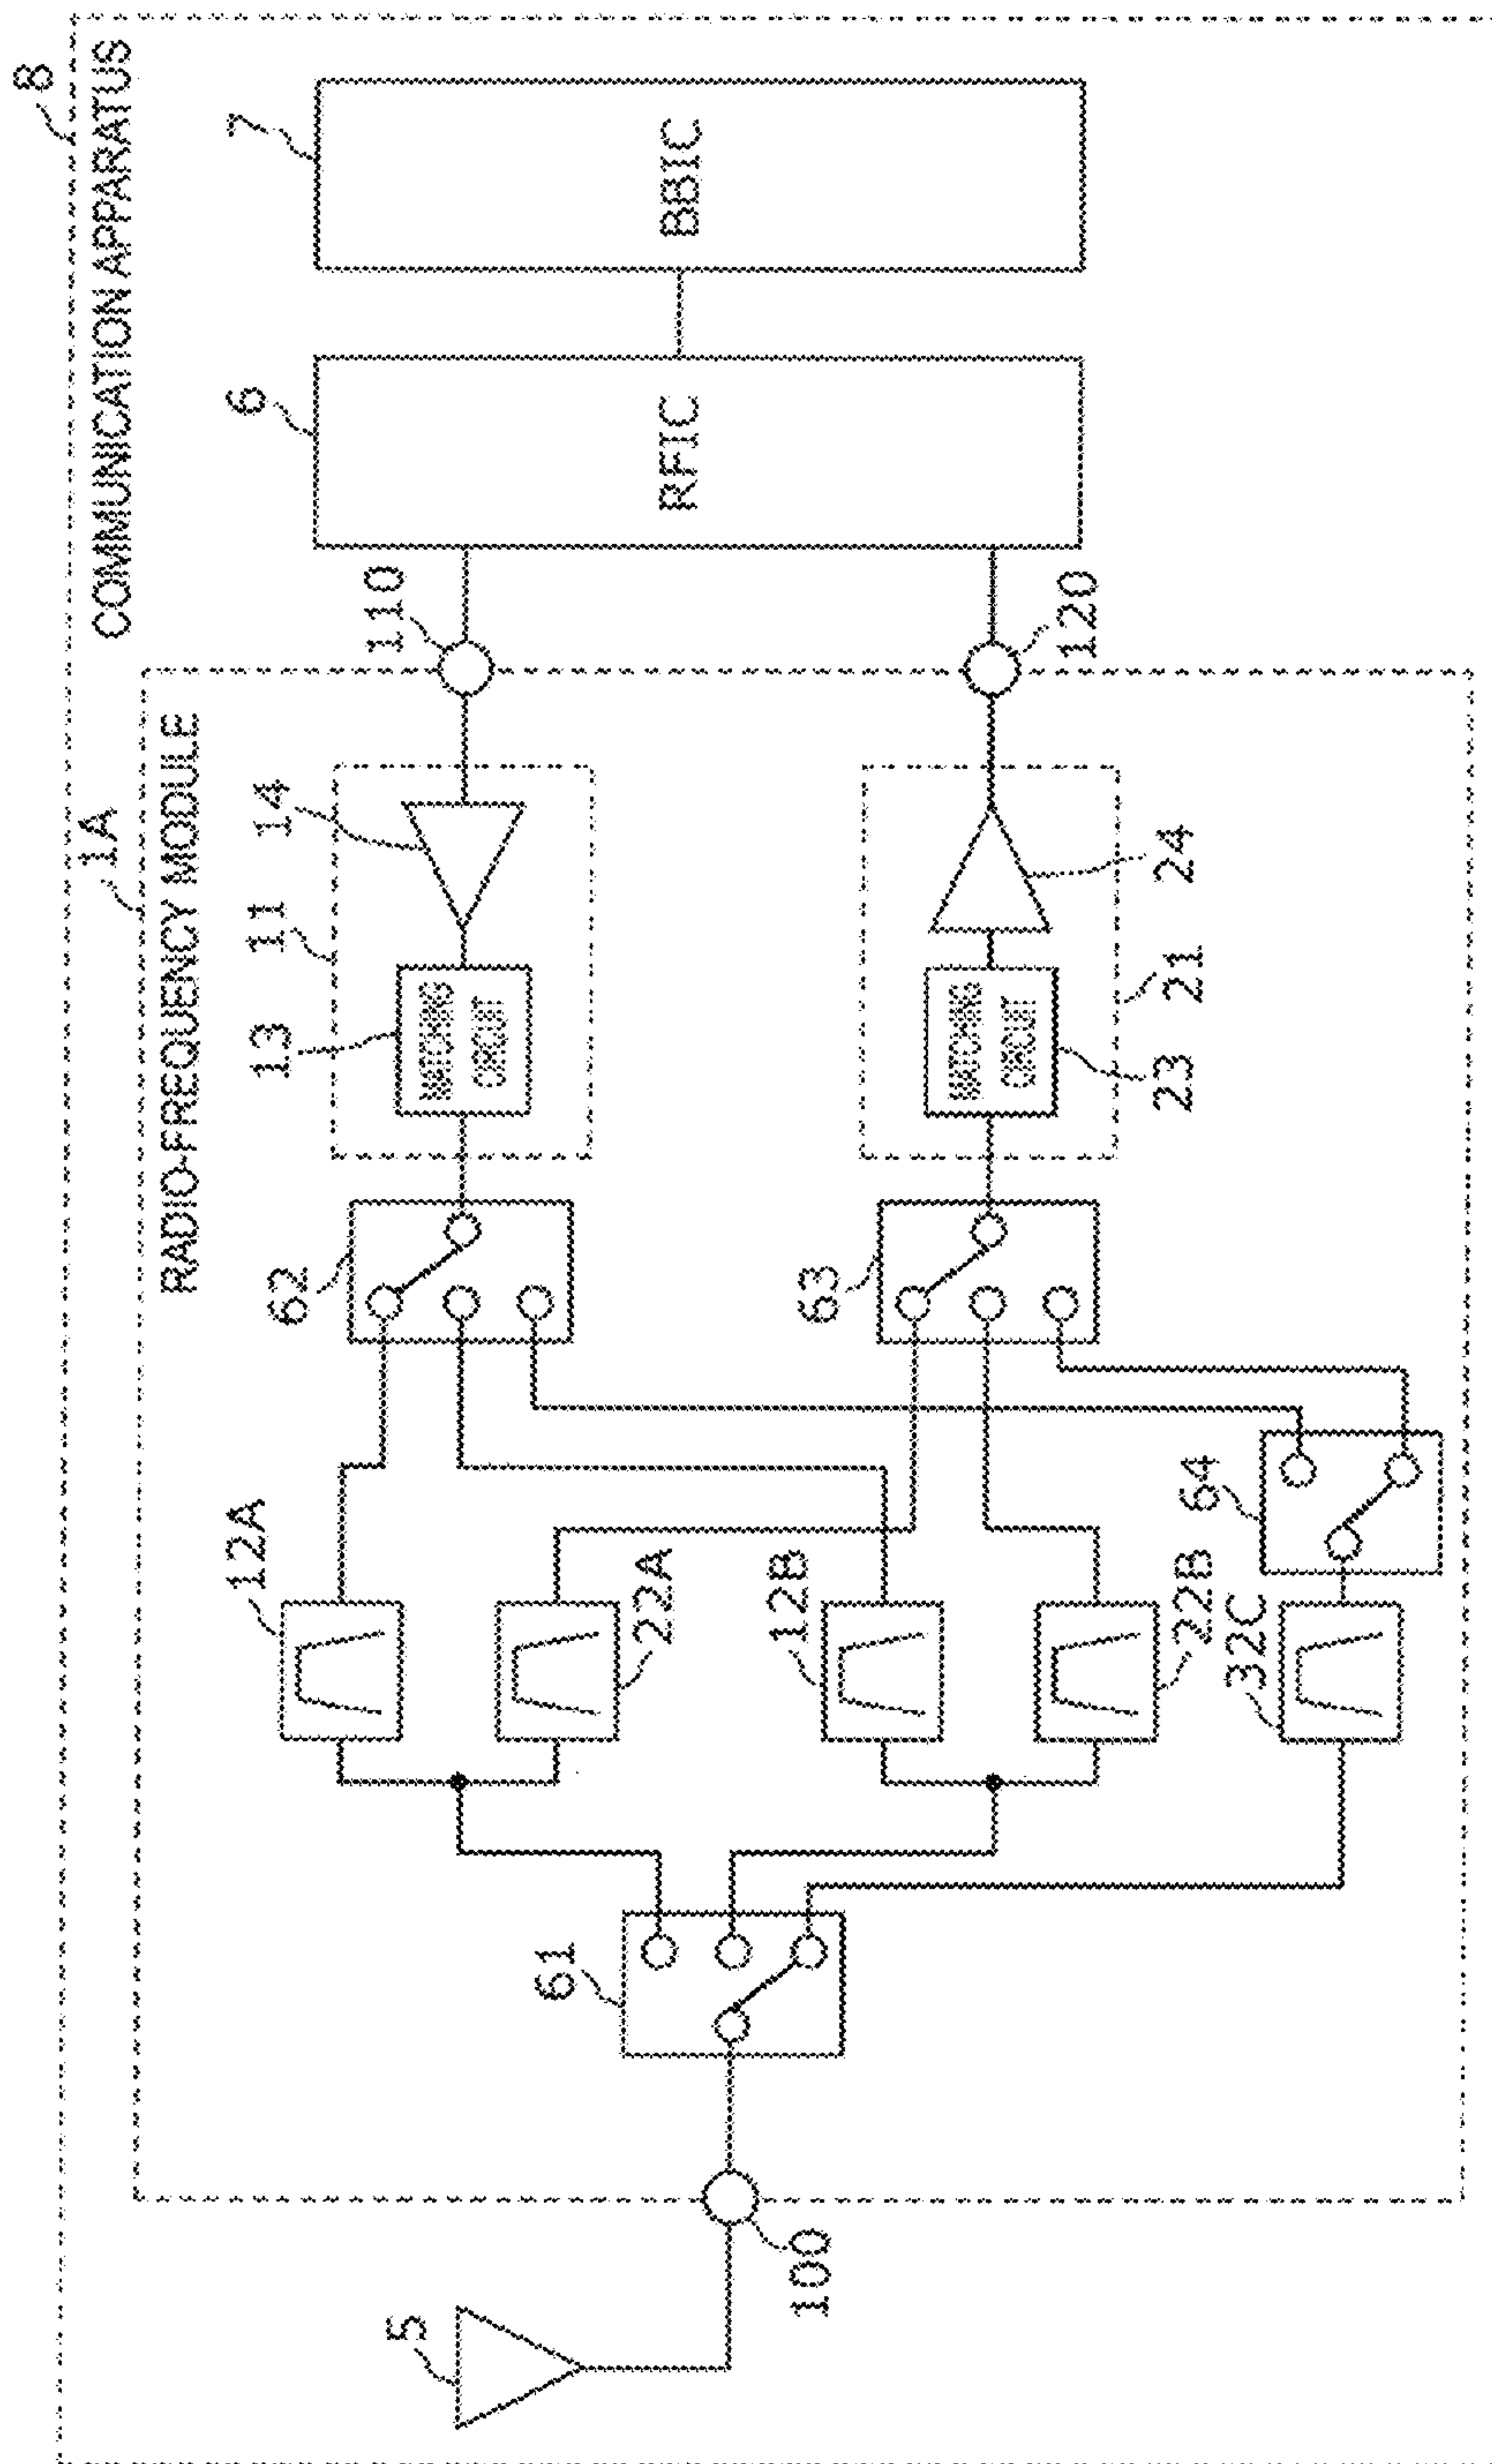 8
COMMUNICATION APPARATUS
1A
RADIO-FREQUENCY MODULE
5
100
61
12A
22A
12B
22B
32C
64
62
63
11
13
14
MATCHING
CIRCUIT
21
23
24
MATCHING
CIRCUIT
110
120
6
RFIC
7
BBIC